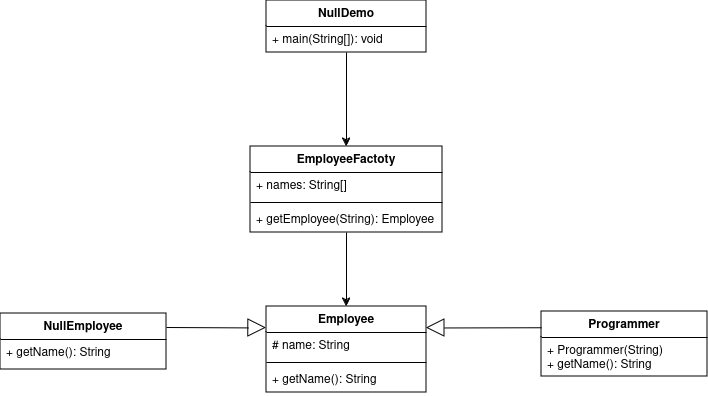 NullDemo
+ main(String[]): void
EmployeeFactoty
+ names: String[]
+ getEmployee(String): Employee
NullEmployee
+ getName(): String
Employee
# name: String
+ getName(): String
Programmer
+ Programmer(String)
+ getName(): String